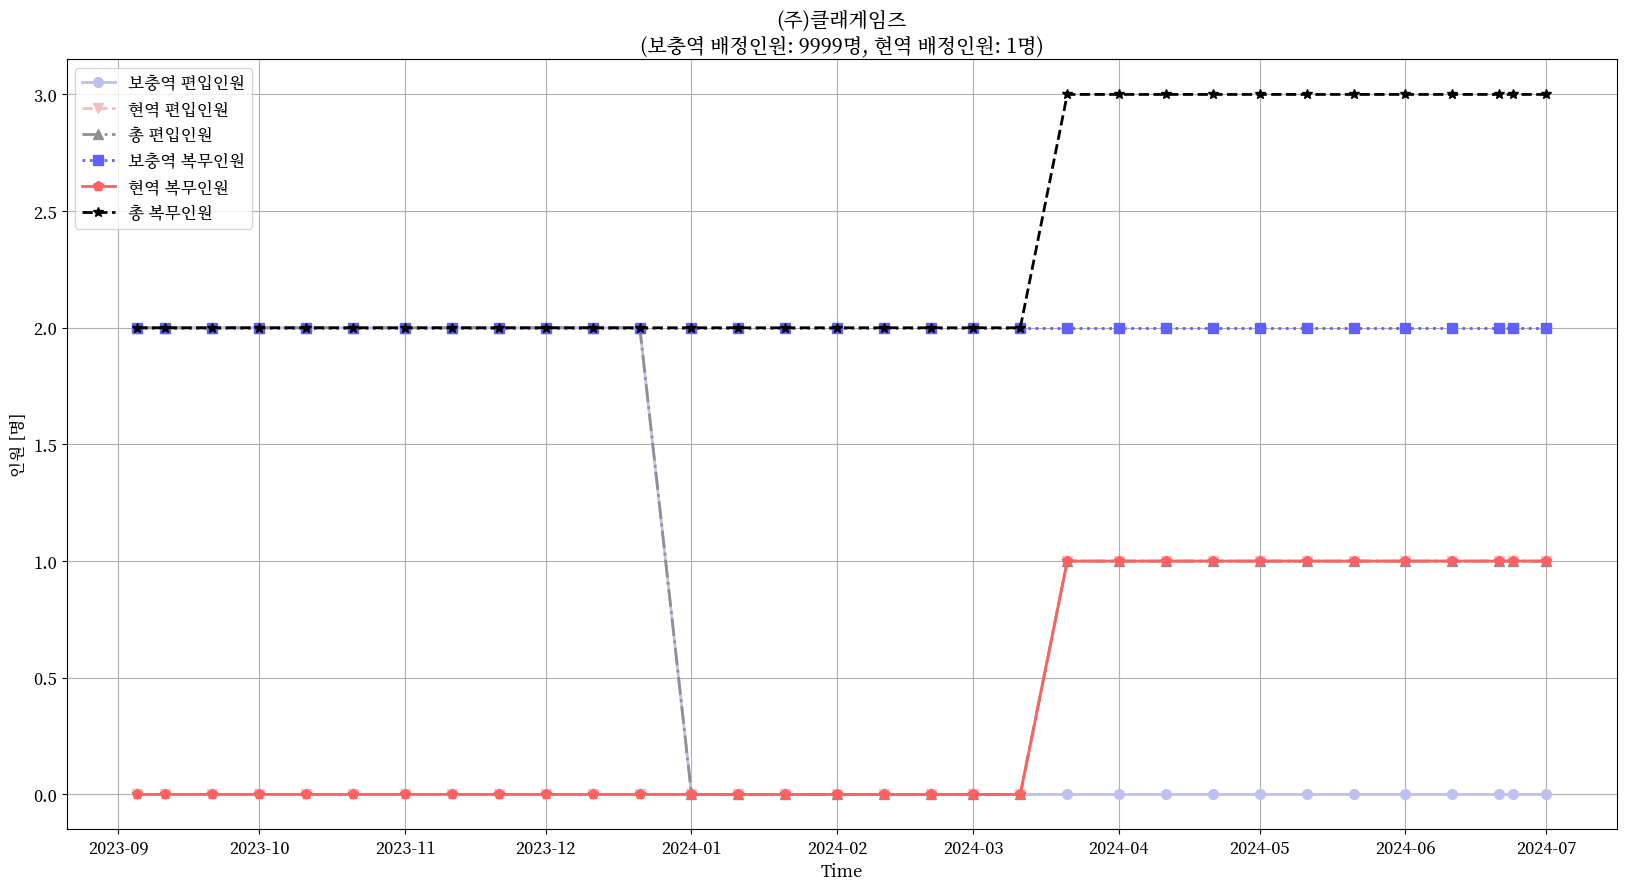 (주)클래게임즈
(보충역 배정인원: 9999명, 현역 배정인원: 1명)
보충역 편입인원
현역 편입인원
총 편입인원
보충역 복무인원
현역 복무인원
총 복무인원
3.0
2.5
2.0
1.5
1.0
0.5
0.0
인원 [명]
2023-09 2023-10 2023-11 2023-12 2024-01 2024-02 2024-03 2024-04 2024-05 2024-06 2024-07
Time